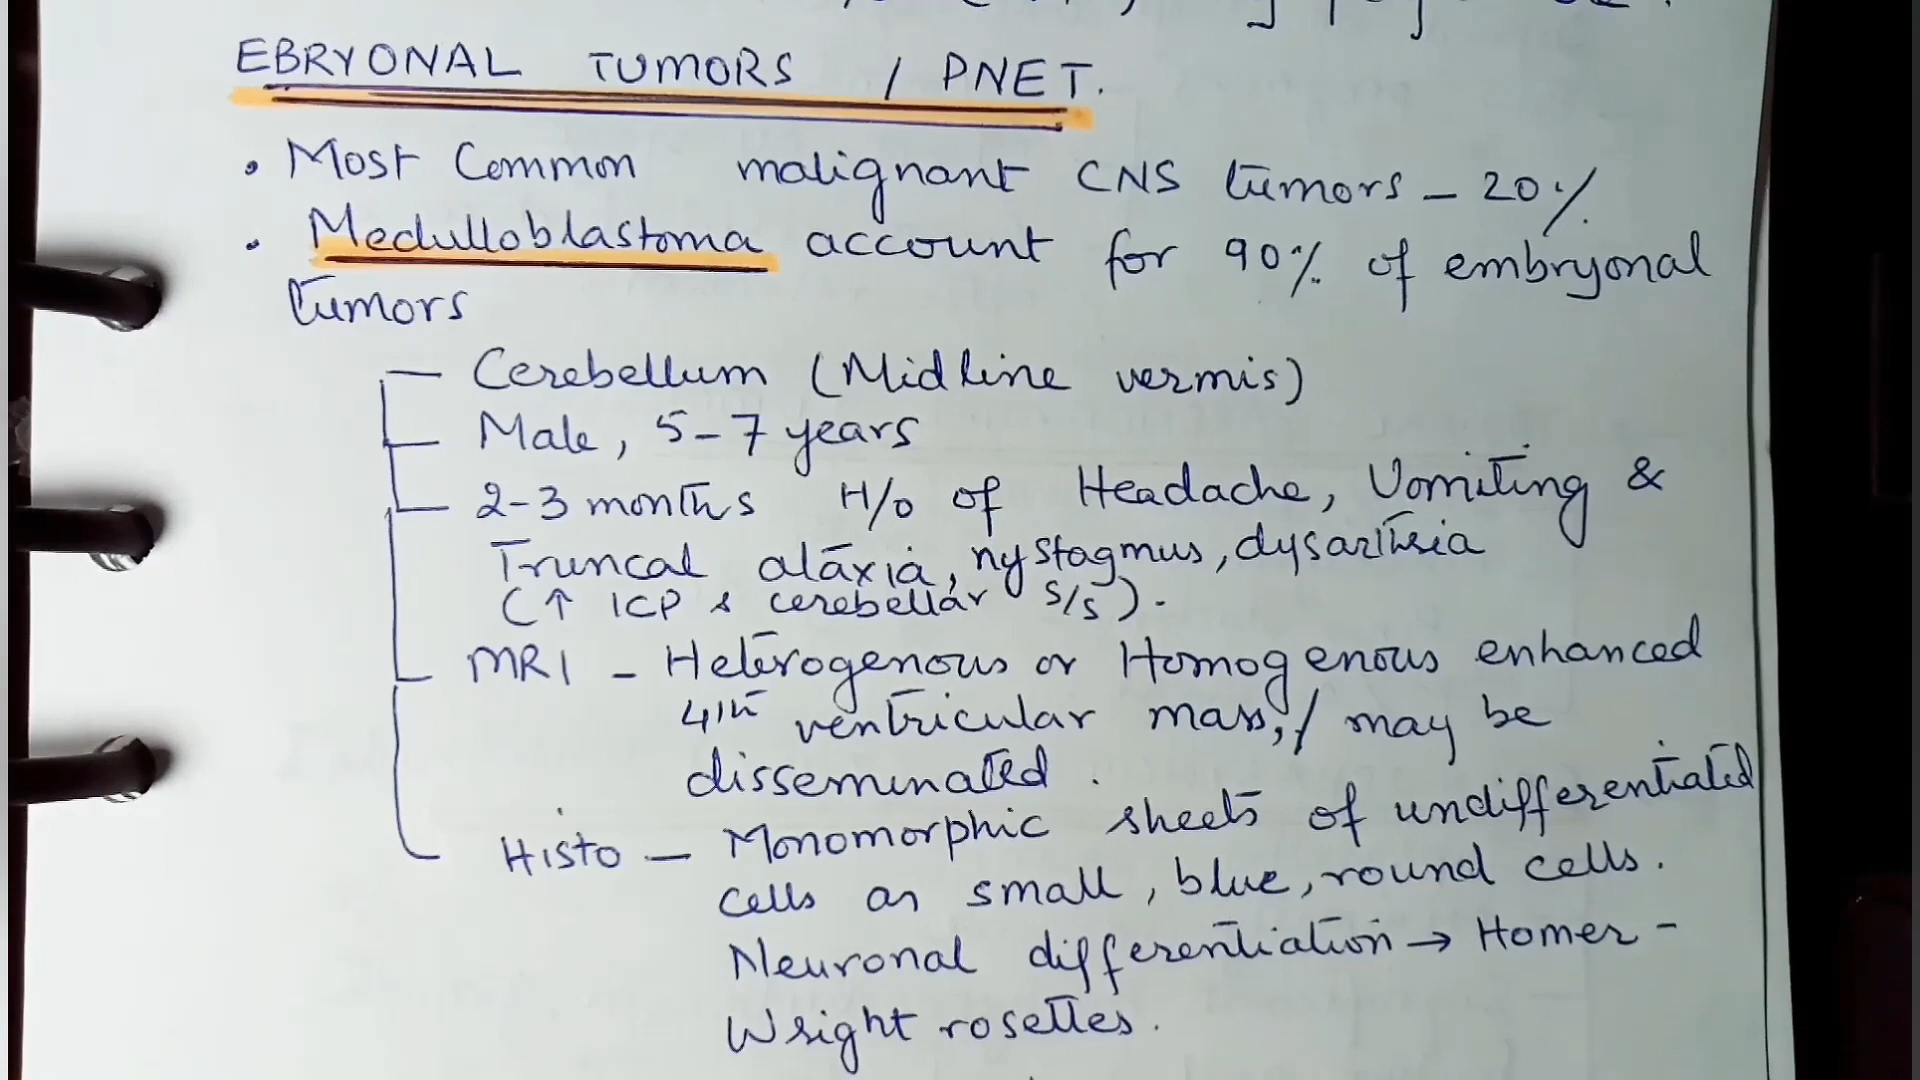 EBRYONAL TUMORS / PNET.
• Most Common malignant CNS tumors - 20%
• Medulloblastoma account for 90% of embryonal
tumors
Cerebellum (Midline vermis)
Male, 5-7 years
2-3 months H/o of Headache, Vomiting &
Truncal ataxia, nystagmus, dysarthria
(↑ ICP & cerebellar S/S).
MRI - Heterogenous or Homogenous enhanced
4th ventricular mass, / may be
disseminated.
Histo - Monomorphic sheets of undifferentiated
cells as small, blue, round cells.
Neuronal differentiation → Homer -
Wright rosettes.